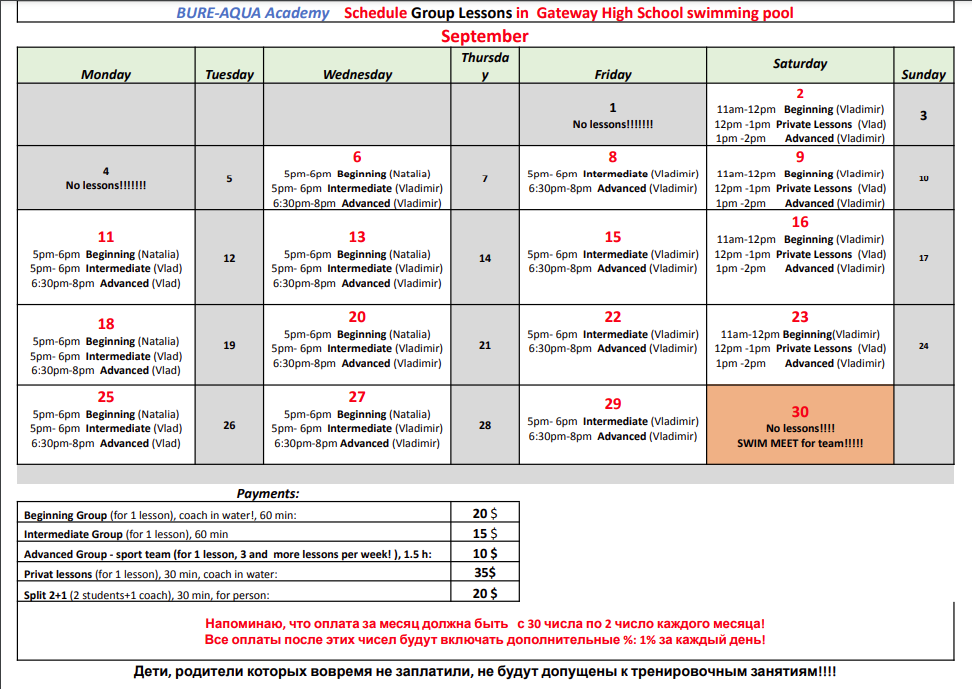 BURE-AQUA Academy Schedule Group Lessons in Gateway High School swimming pool
September
Monday Tuesday Wednesday Thursda y Friday Saturday Sunday
1
No lessons!!!!!!!
2
11am-12pm Beginning (Vladimir)
12pm -1pm Private Lessons (Vlad)
1pm -2pm Advanced (Vladimir)
3
4
No lessons!!!!!!!
5
6
5pm-6pm Beginning (Natalia)
5pm- 6pm Intermediate (Vladimir)
6:30pm-8pm Advanced (Vladimir)
7
8
5pm- 6pm Intermediate (Vladimir)
6:30pm-8pm Advanced (Vladimir)
9
11am-12pm Beginning (Vladimir)
12pm -1pm Private Lessons (Vlad)
1pm -2pm Advanced (Vladimir)
10
11
5pm-6pm Beginning (Natalia)
5pm- 6pm Intermediate (Vlad)
6:30pm-8pm Advanced (Vlad)
12
13
5pm-6pm Beginning (Natalia)
5pm- 6pm Intermediate (Vladimir)
6:30pm-8pm Advanced (Vladimir)
14
15
5pm- 6pm Intermediate (Vladimir)
6:30pm-8pm Advanced (Vladimir)
16
11am-12pm Beginning (Vladimir)
12pm -1pm Private Lessons (Vlad)
1pm -2pm Advanced (Vladimir)
17
18
5pm-6pm Beginning (Natalia)
5pm- 6pm Intermediate (Vlad)
6:30pm-8pm Advanced (Vlad)
19
20
5pm-6pm Beginning (Natalia)
5pm- 6pm Intermediate (Vladimir)
6:30pm-8pm Advanced (Vladimir)
21
22
5pm- 6pm Intermediate (Vladimir)
6:30pm-8pm Advanced (Vladimir)
23
11am-12pm Beginning(Vladimir)
12pm -1pm Private Lessons (Vlad)
1pm -2pm Advanced (Vladimir)
24
25
5pm-6pm Beginning (Natalia)
5pm- 6pm Intermediate (Vlad)
6:30pm-8pm Advanced (Vlad)
26
27
5pm-6pm Beginning (Natalia)
5pm- 6pm Intermediate (Vladimir)
6:30pm-8pm Advanced (Vladimir)
28
29
5pm- 6pm Intermediate (Vladimir)
6:30pm-8pm Advanced (Vladimir)
30
No lessons!!!!
SWIM MEET for team!!!!!
Payments:
Beginning Group (for 1 lesson), coach in water!, 60 min: 20 $
Intermediate Group (for 1 lesson), 60 min 15 $
Advanced Group - sport team (for 1 lesson, 3 and more lessons per week! ), 1.5 h: 10 $
Privat lessons (for 1 lesson), 30 min, coach in water: 35$
Split 2+1 (2 students+1 coach), 30 min, for person: 20 $
Напоминаю, что оплата за месяц должна быть с 30 числа по 2 число каждого месяца!
Все оплаты после этих чисел будут включать дополнительные %: 1% за каждый день!
Дети, родители которых вовремя не заплатили, не будут допущены к тренировочным занятиям!!!!